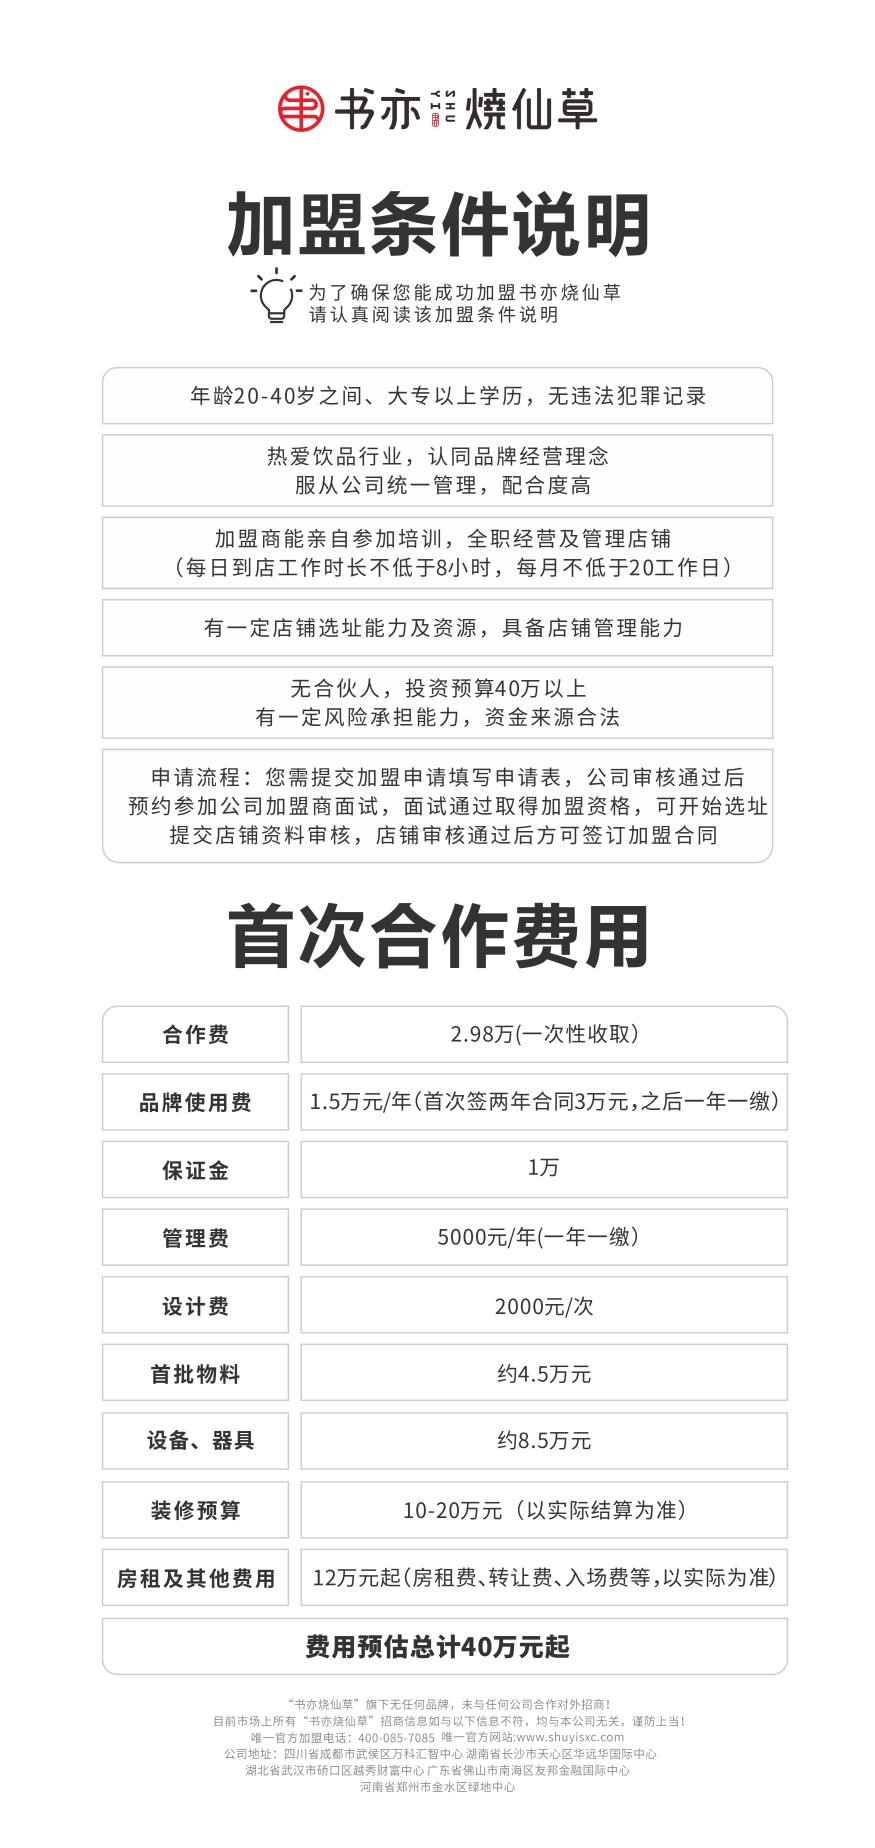 书亦 SHU YI 燒仙草
加盟条件说明
为了确保您能成功加盟书亦烧仙草
请认真阅读该加盟条件说明
年龄20-40岁之间、大专以上学历，无违法犯罪记录
热爱饮品行业，认同品牌经营理念
服从公司统一管理，配合度高
加盟商能亲自参加培训，全职经营及管理店铺
（每日到店工作时长不低于8小时，每月不低于20工作日）
有一定店铺选址能力及资源，具备店铺管理能力
无合伙人，投资预算40万以上
有一定风险承担能力，资金来源合法
申请流程：您需提交加盟申请填写申请表，公司审核通过后
预约参加公司加盟商面试，面试通过取得加盟资格，可开始选址
提交店铺资料审核，店铺审核通过后方可签订加盟合同
首次合作费用
合作费 2.98万(一次性收取）
品牌使用费 1.5万元/年（首次签两年合同3万元，之后一年一缴）
保证金 1万
管理费 5000元/年(一年一缴）
设计费 2000元/次
首批物料 约4.5万元
设备、器具 约8.5万元
装修预算 10-20万元（以实际结算为准）
房租及其他费用 12万元起（房租费、转让费、入场费等，以实际为准）
费用预估总计40万元起
“书亦烧仙草”旗下无任何品牌，未与任何公司合作对外招商！
目前市场上所有“书亦烧仙草”招商信息如与以下信息不符，均与本公司无关，谨防上当！
唯一官方加盟电话：400-085-7085 唯一官方网站:www.shuyisxc.com
公司地址：四川省成都市武侯区万科汇智中心 湖南省长沙市天心区华远华国际中心
湖北省武汉市硚口区越秀财富中心 广东省佛山市南海区友邦金融国际中心
河南省郑州市金水区绿地中心